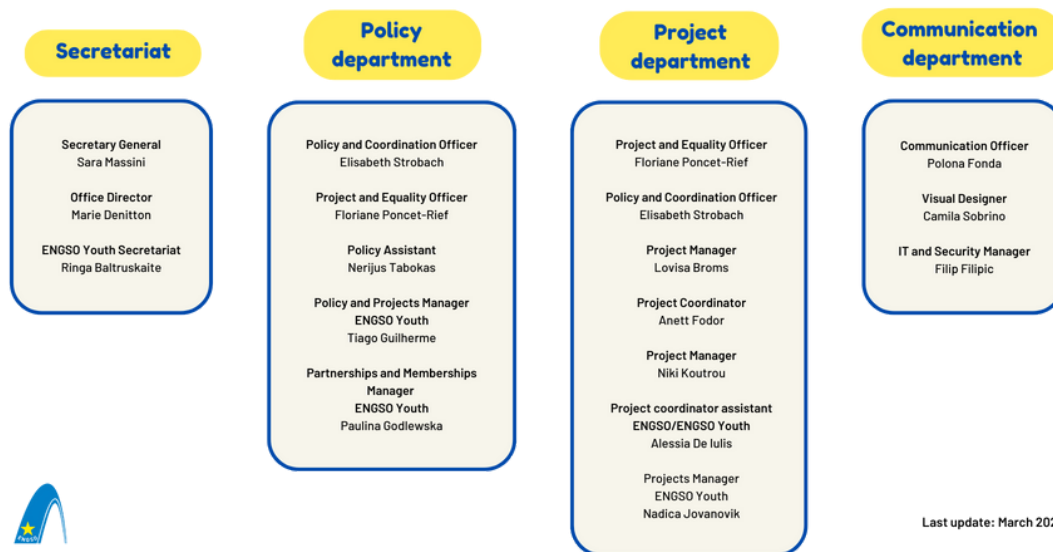 Secretariat
Secretary General
Sara Massini
Office Director
Marie Denitton
ENGSO Youth Secretariat
Ringa Baltruskaite
Policy
department
Policy and Coordination Officer
Elisabeth Strobach
Project and Equality Officer
Floriane Poncet-Rief
Policy Assistant
Nerijus Tabokas
Policy and Projects Manager
ENGSO Youth
Tiago Guilherme
Partnerships and Memberships
Manager
ENGSO Youth
Paulina Godlewska
Project
department
Project and Equality Officer
Floriane Poncet-Rief
Policy and Coordination Officer
Elisabeth Strobach
Project Manager
Lovisa Broms
Project Coordinator
Anett Fodor
Project Manager
Niki Koutrou
Project coordinator assistant
ENGSO/ENGSO Youth
Alessia De Iulis
Projects Manager
ENGSO Youth
Nadica Jovanovik
Communication
department
Communication Officer
Polona Fonda
Visual Designer
Camila Sobrino
IT and Security Manager
Filip Filipic
ENGSO
Last update: March